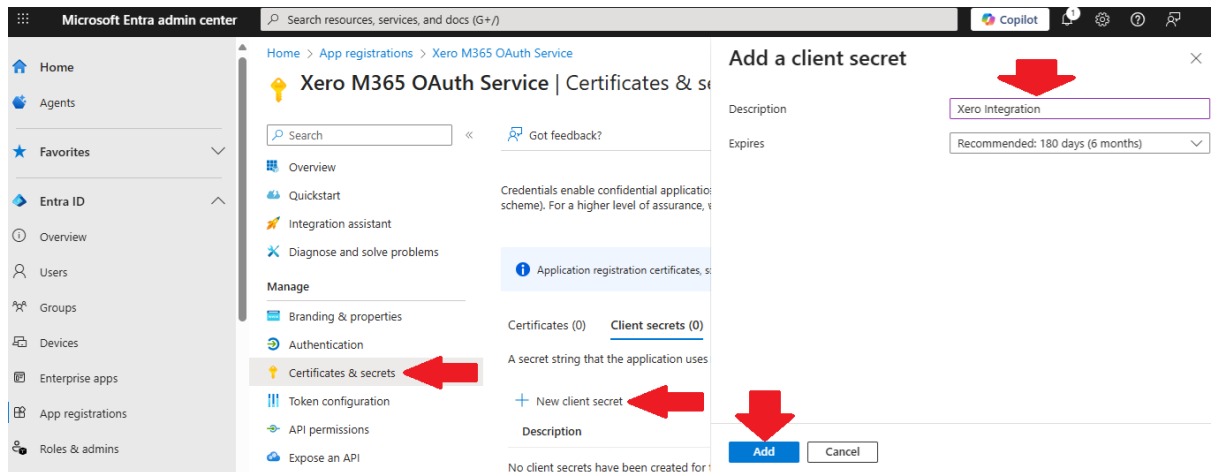 Microsoft Entra admin center
Search resources, services, and docs (G+/)
Copilot
1
Home
Agents
Favorites
Entra ID
Overview
Users
Groups
Devices
Enterprise apps
App registrations
Roles & admins
Home > App registrations > Xero M365 OAuth Service
Xero M365 OAuth Service | Certificates & se
Search
«
Overview
Quickstart
Integration assistant
Diagnose and solve problems
Manage
Branding & properties
Authentication
Certificates & secrets
Token configuration
API permissions
Expose an API
Got feedback?
Credentials enable confidential applicatio
scheme). For a higher level of assurance,
Application registration certificates, s
Certificates (0) Client secrets (0)
A secret string that the application uses
+ New client secret
Description
No client secrets have been created for
Add a client secret
Description
Xero Integration
Expires
Recommended: 180 days (6 months)
Add
Cancel